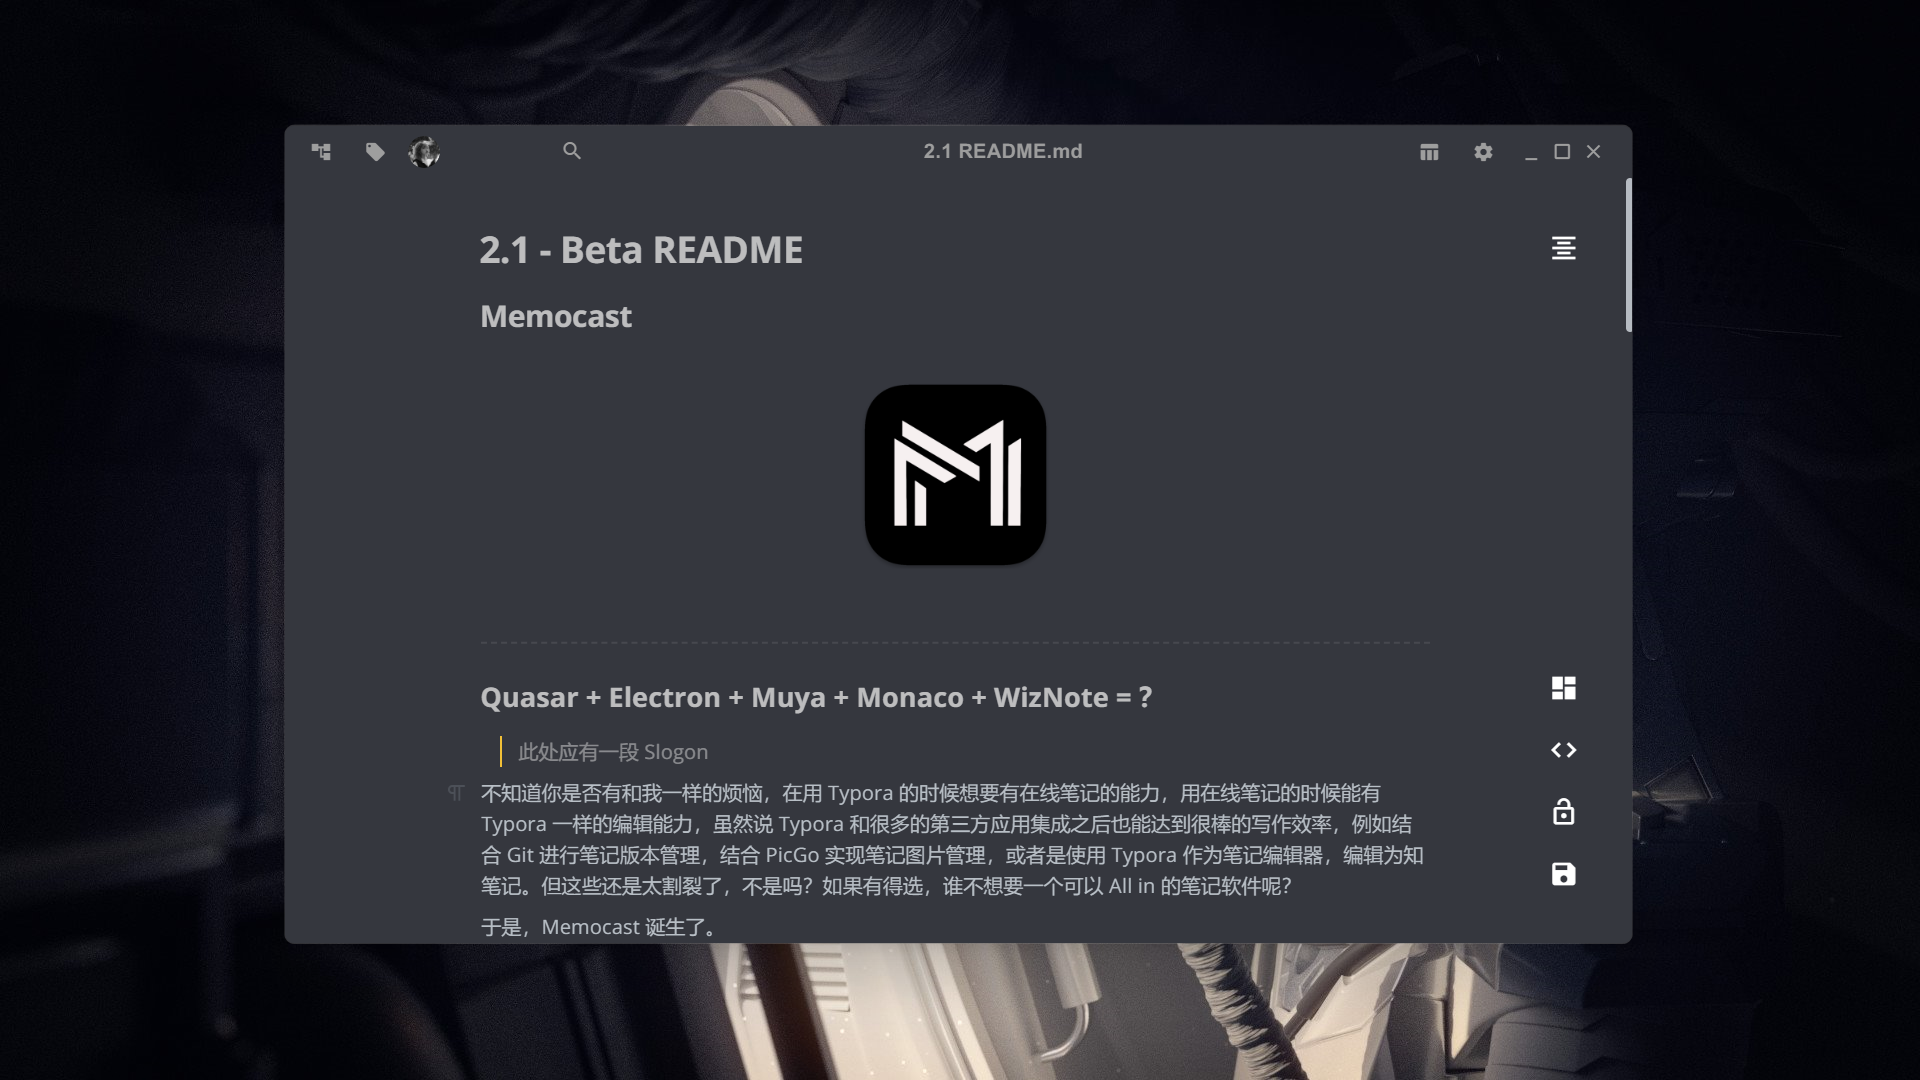 2.1 README.md
2.1 - Beta README
Memocast
Quasar + Electron + Muya + Monaco + WizNote = ?
此处应有一段 Slogon
不知道你是否有和我一样的烦恼，在用 Typora 的时候想要有在线笔记的能力，用在线笔记的时候能有
Typora 一样的编辑能力，虽然说 Typora 和很多的第三方应用集成之后也能达到很棒的写作效率，例如结
合 Git 进行笔记版本管理，结合 PicGo 实现笔记图片管理，或者是使用 Typora 作为笔记编辑器，编辑为知
笔记。但这些还是太割裂了，不是吗？如果有得选，谁不想要一个可以 All in 的笔记软件呢？
于是，Memocast 诞生了。